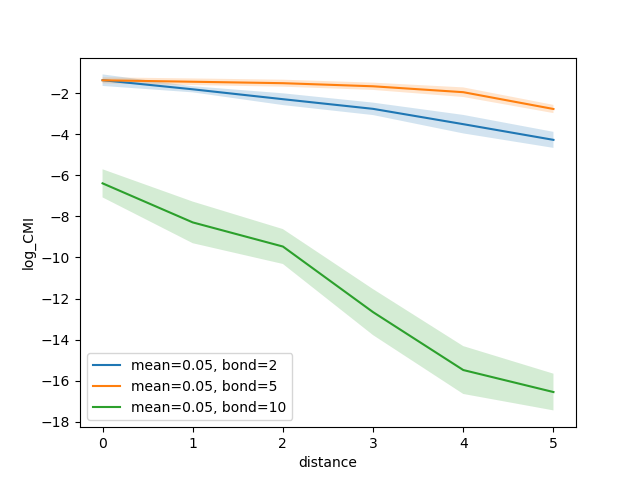 −2
−4
−6
−8
−10
−12
−14
−16
−18
log_CMI
mean=0.05, bond=2
mean=0.05, bond=5
mean=0.05, bond=10
0 1 2 3 4 5
distance